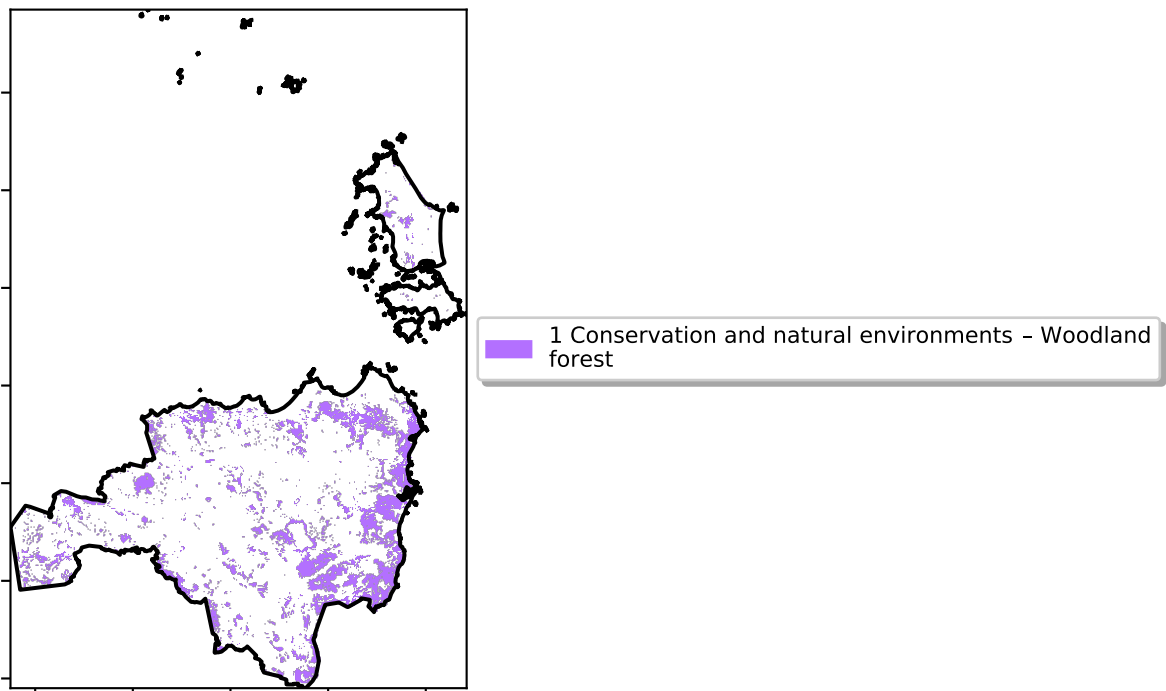 1 Conservation and natural environments – Woodland
forest